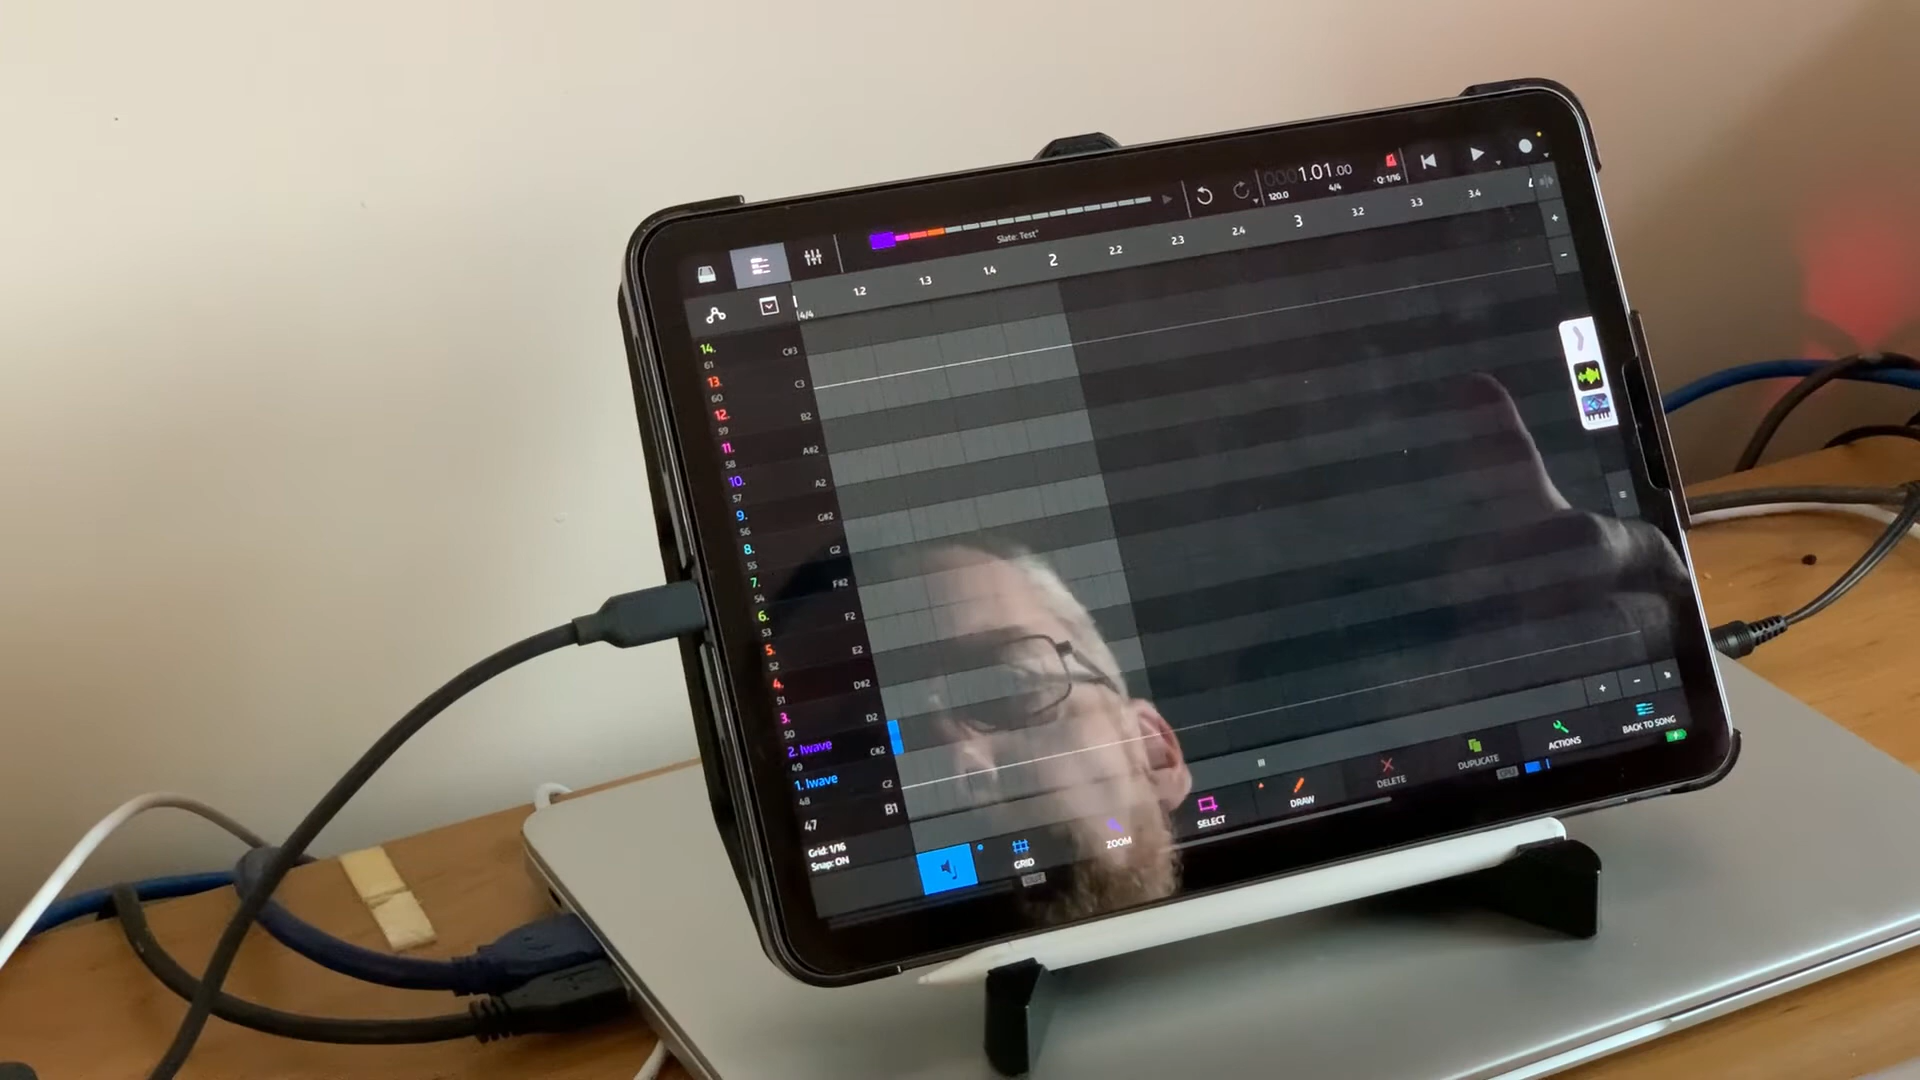 1.01.00
120.0 4/4 Q: 1/16
Slate: Test*
1.2 1.3 1.4 2 2.2 2.3 2.4 3 3.2 3.3 3.4
4/4
14. C#3
61
13. C3
60
12. B2
59
11. A#2
58
10. A2
57
9. G#2
56
8. G2
55
7. F#2
54
6. F2
53
5. E2
52
4. D#2
51
3. D2
50
2. Iwave C#2
49
1. Iwave C2
48
47 B1
Grid: 1/16
Snap: ON
GRID ZOOM SELECT DRAW DELETE DUPLICATE ACTIONS BACK TO SONG
CPU